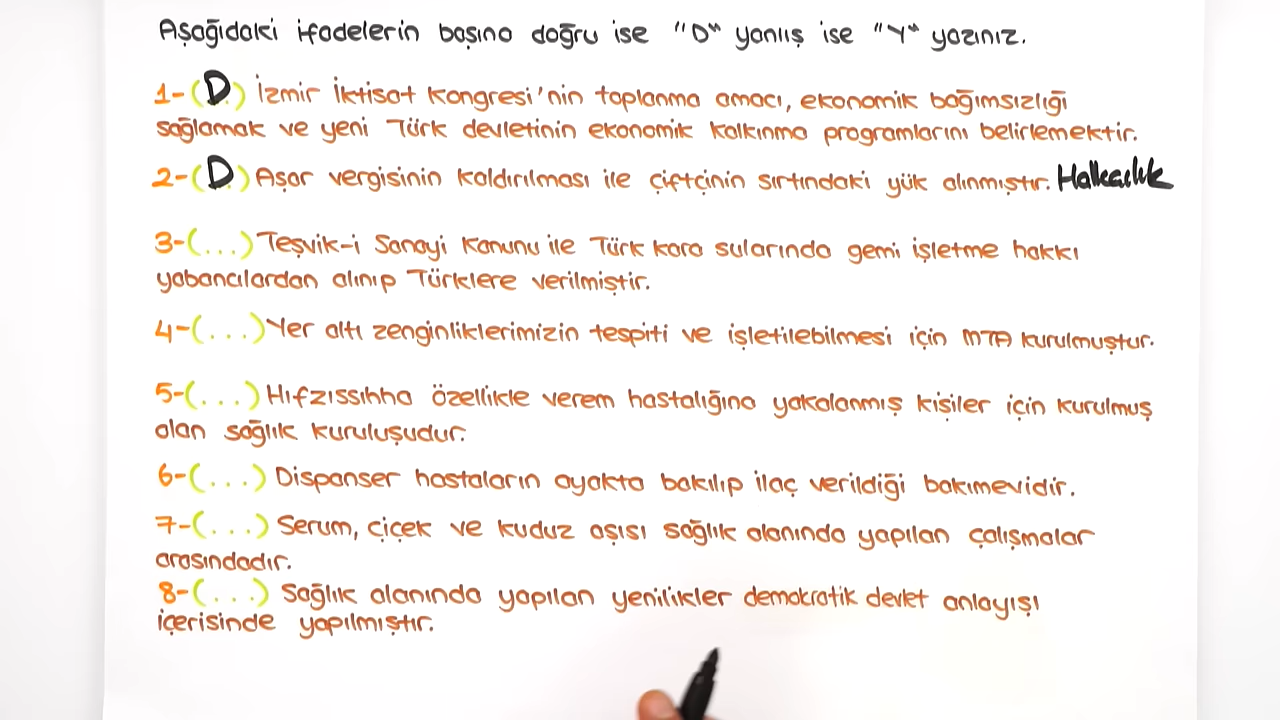 Aşağıdaki ifadelerin başına doğru ise "D" yanlış ise "Y" yazınız.
1-(D.) İzmir İktisat Kongresi'nin toplanma amacı, ekonomik bağımsızlığı
sağlamak ve yeni Türk devletinin ekonomik kalkınma programlarını belirlemektir.
2-(D.) Aşar vergisinin kaldırılması ile çiftçinin sırtındaki yük alınmıştır. Halkacılık
3-(...) Teşvik-i Sanayi Kanunu ile Türk kara sularında gemi işletme hakkı
yabancılardan alınıp Türklere verilmiştir.
4-(...) Yer altı zenginliklerimizin tespiti ve işletilebilmesi için MTA kurulmuştur.
5-(...) Hıfzıssıhha özellikle verem hastalığına yakalanmış kişiler için kurulmuş
olan sağlık kuruluşudur.
6-(...) Dispanser hastaların ayakta bakılıp ilaç verildiği bakımevidir.
7-(...) Serum, çiçek ve kuduz aşısı sağlık alanında yapılan çalışmalar
arasındadır.
8-(...) Sağlık alanında yapılan yenilikler demokratik devlet anlayışı
içerisinde yapılmıştır.